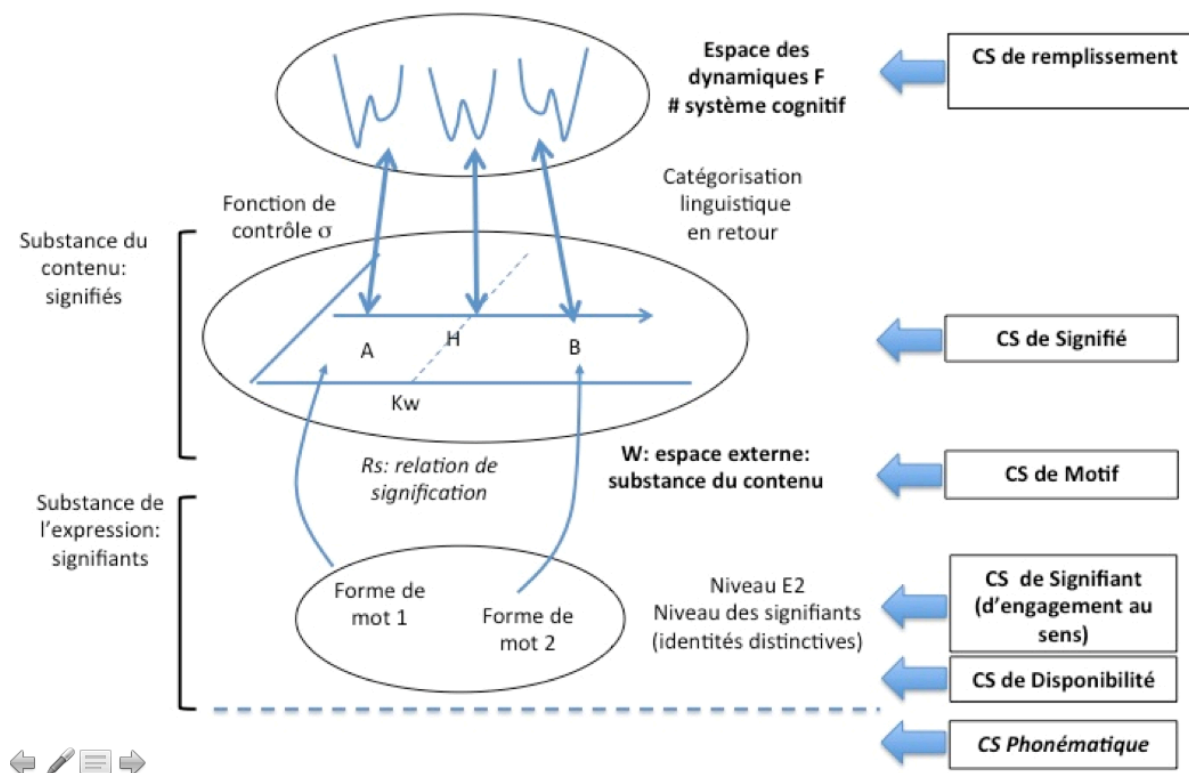 Espace des
dynamiques F
# système cognitif
CS de remplissement
Fonction de
contrôle σ
Catégorisation
linguistique
en retour
Substance du
contenu:
signifiés
A
H
B
Kw
CS de Signifié
Rs: relation de
signification
W: espace externe:
substance du contenu
CS de Motif
Substance de
l’expression:
signifiants
Forme de
mot 1
Forme de
mot 2
Niveau E2
Niveau des signifiants
(identités distinctives)
CS de Signifiant
(d’engagement au
sens)
CS de Disponibilité
CS Phonématique